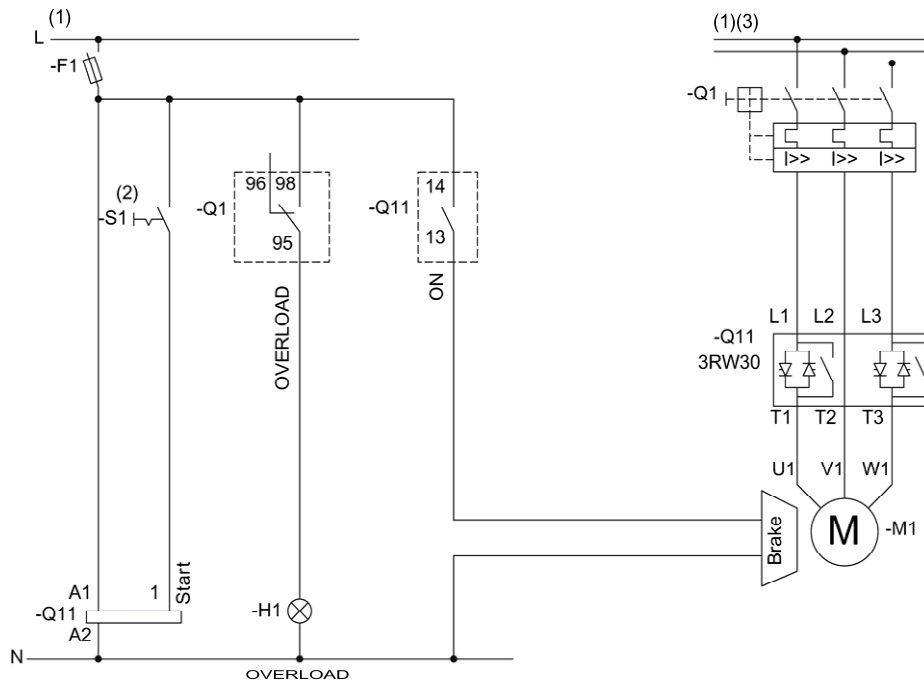 (1)
L
-F1
(2)
-S1
96 98
-Q1
95
OVERLOAD
14
-Q11
13
ON
A1
1
Start
-Q11
A2
-H1
N
OVERLOAD
(1)(3)
-Q1
I>> I>> I>>
L1 L2 L3
-Q11
3RW30
T1 T2 T3
U1 V1 W1
Brake
M
-M1